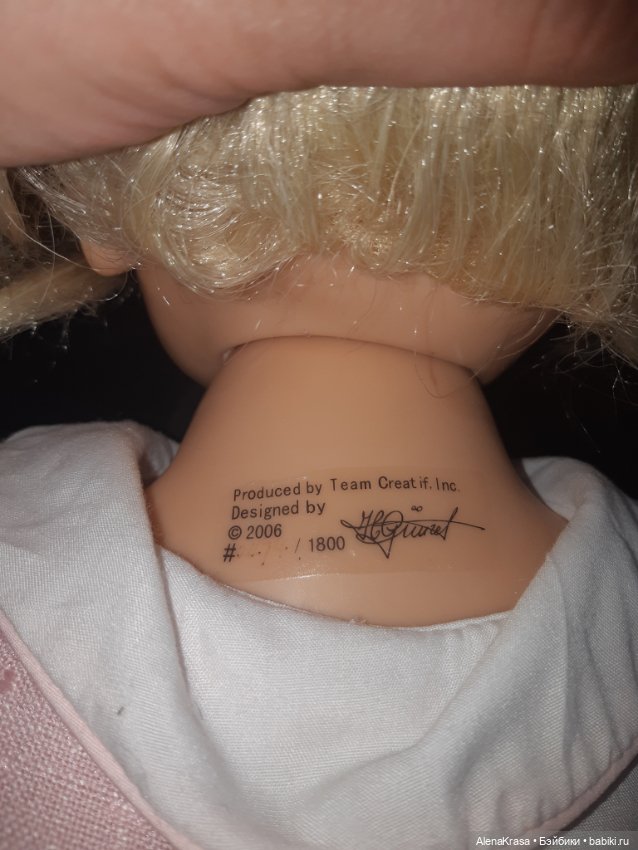 Produced by Team Creatif. Inc.
Designed by
© 2006
# / 1800
AlenaKrasa • Бэйбики • babiki.ru